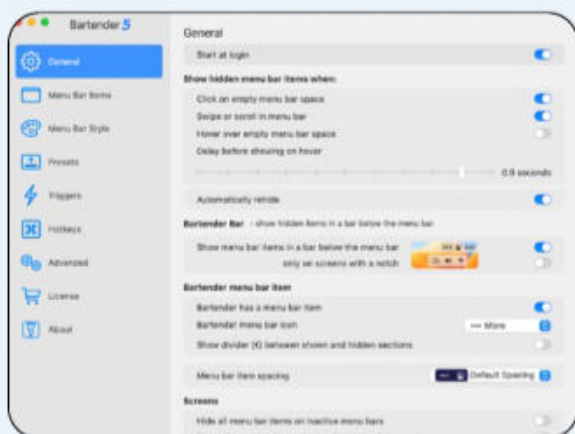 Bartender 5
General
Menu Bar Items
Menu Bar Style
Presets
Triggers
Hotkeys
Advanced
License
About
General
Start at login
Show hidden menu bar items when:
Click on empty menu bar space
Swipe or scroll in menu bar
Hover over empty menu bar space
Delay before showing on hover
0.9 seconds
Automatically rehide
Bartender Bar - show hidden items in a bar below the menu bar
Show menu bar items in a bar below the menu bar
only on screens with a notch
Bartender menu bar item
Bartender has a menu bar item
Bartender menu bar icon
••• More
Show divider (‹) between shown and hidden sections
Menu bar item spacing
Default Spacing
Screens
Hide all menu bar items on inactive menu bars